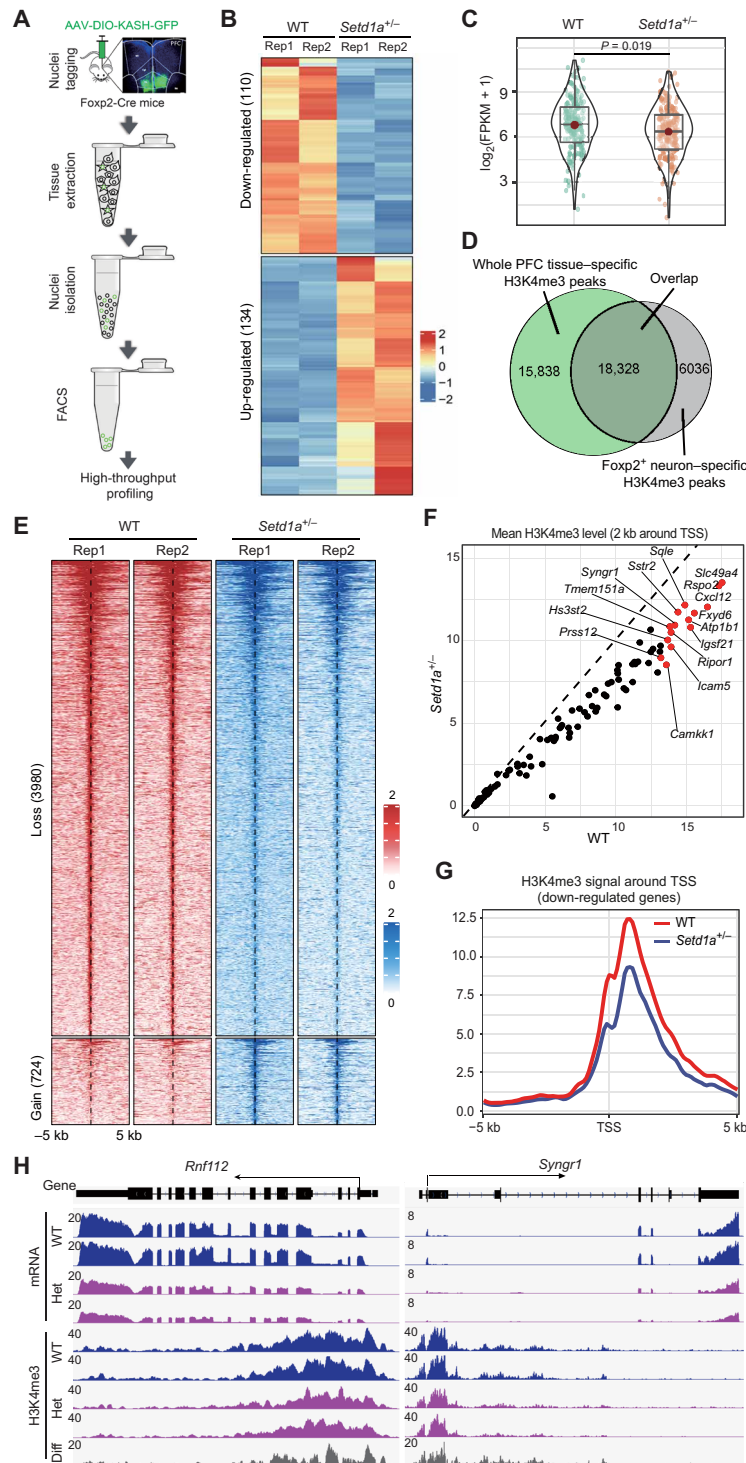 A
AAV-DIO-KASH-GFP
Nuclei
tagging
PFC
Foxp2-Cre mice
Tissue
extraction
Nuclei
isolation
FACS
High-throughput
profiling
B
WT
Setd1a+/–
Rep1 Rep2 Rep1 Rep2
Down-regulated (110)
Up-regulated (134)
2
1
0
−1
−2
C
WT
Setd1a+/–
P = 0.019
log2(FPKM + 1)
9
6
3
D
Whole PFC tissue–specific
H3K4me3 peaks
Overlap
15,838
18,328
6036
Foxp2+ neuron–specific
H3K4me3 peaks
E
WT
Setd1a+/–
Rep1 Rep2 Rep1 Rep2
Loss (3980)
Gain (724)
2
0
2
0
−5 kb 5 kb
F
Mean H3K4me3 level (2 kb around TSS)
Setd1a+/–
15
10
5
0
Sqle
Sstr2
Slc49a4
Syngr1
Rspo2
Tmem151a
Cxcl12
Hs3st2
Fxyd6
Atp1b1
Prss12
Igsf21
Ripor1
Icam5
Camkk1
0 5 10 15
WT
G
H3K4me3 signal around TSS
(down-regulated genes)
12.5
10.0
7.5
5.0
2.5
0.0
WT
Setd1a+/–
−5 kb TSS 5 kb
H
Rnf112
Syngr1
Gene
mRNA
WT
Het
20
20
20
20
8
8
8
8
H3K4me3
WT
Het
Diff
40
40
40
40
20
40
40
40
40
20